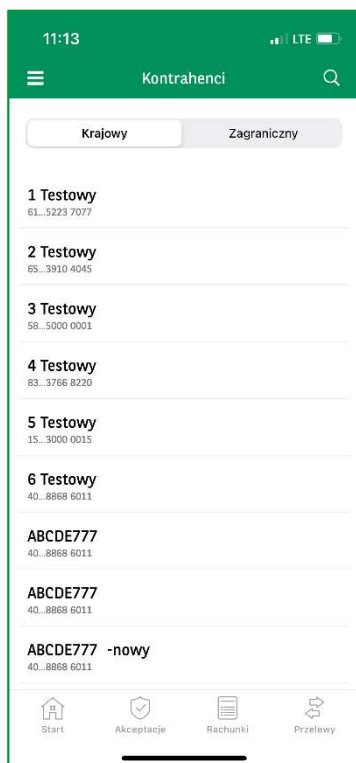 11:13 LTE
Kontrahenci
Krajowy Zagraniczny
1 Testowy
61...5223 7077
2 Testowy
65...3910 4045
3 Testowy
58...5000 0001
4 Testowy
83...3766 8220
5 Testowy
15...3000 0015
6 Testowy
40...8868 6011
ABCDE777
40...8868 6011
ABCDE777
40...8868 6011
ABCDE777 -nowy
40...8868 6011
Start Akceptacje Rachunki Przelewy